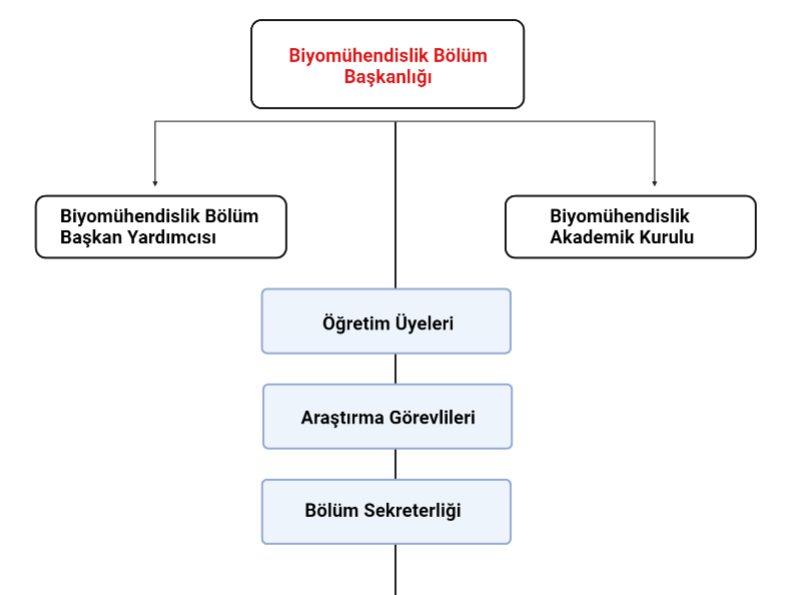 Biyomühendislik Bölüm
Başkanlığı
Biyomühendislik Bölüm
Başkan Yardımcısı
Biyomühendislik
Akademik Kurulu
Öğretim Üyeleri
Araştırma Görevlileri
Bölüm Sekreterliği